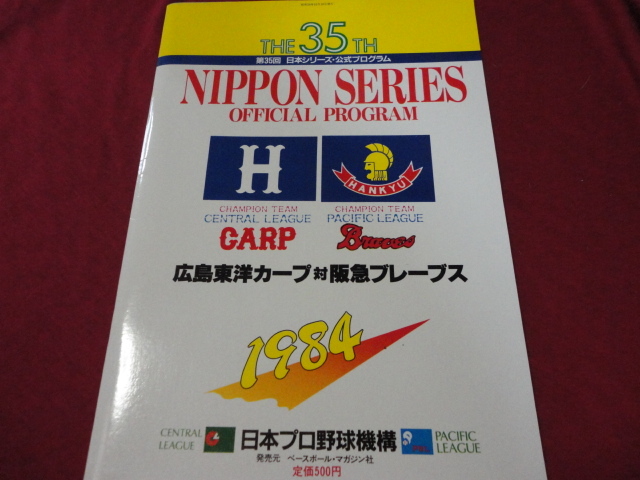 THE 35TH
第35回 日本シリーズ・公式プログラム
NIPPON SERIES
OFFICIAL PROGRAM
H
HANKYU
CHAMPION TEAM
CENTRAL LEAGUE
CARP
CHAMPION TEAM
PACIFIC LEAGUE
Braves
広島東洋カープ対阪急ブレーブス
1984
CENTRAL LEAGUE
日本プロ野球機構
PACIFIC LEAGUE
発売元 ベースボール・マガジン社
定価500円